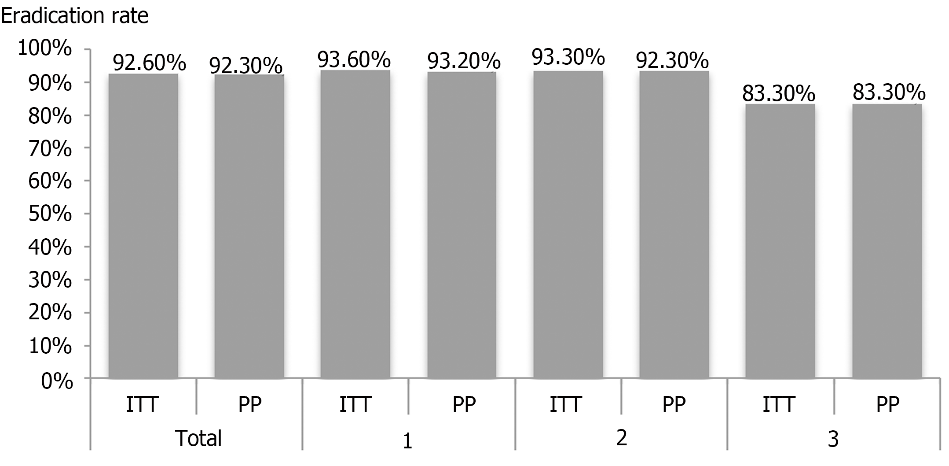 Eradication rate
100%
92.60% 92.30% 93.60% 93.20% 93.30% 92.30% 83.30% 83.30%
90%
80%
70%
60%
50%
40%
30%
20%
10%
0%
ITT PP ITT PP ITT PP ITT PP
Total 1 2 3